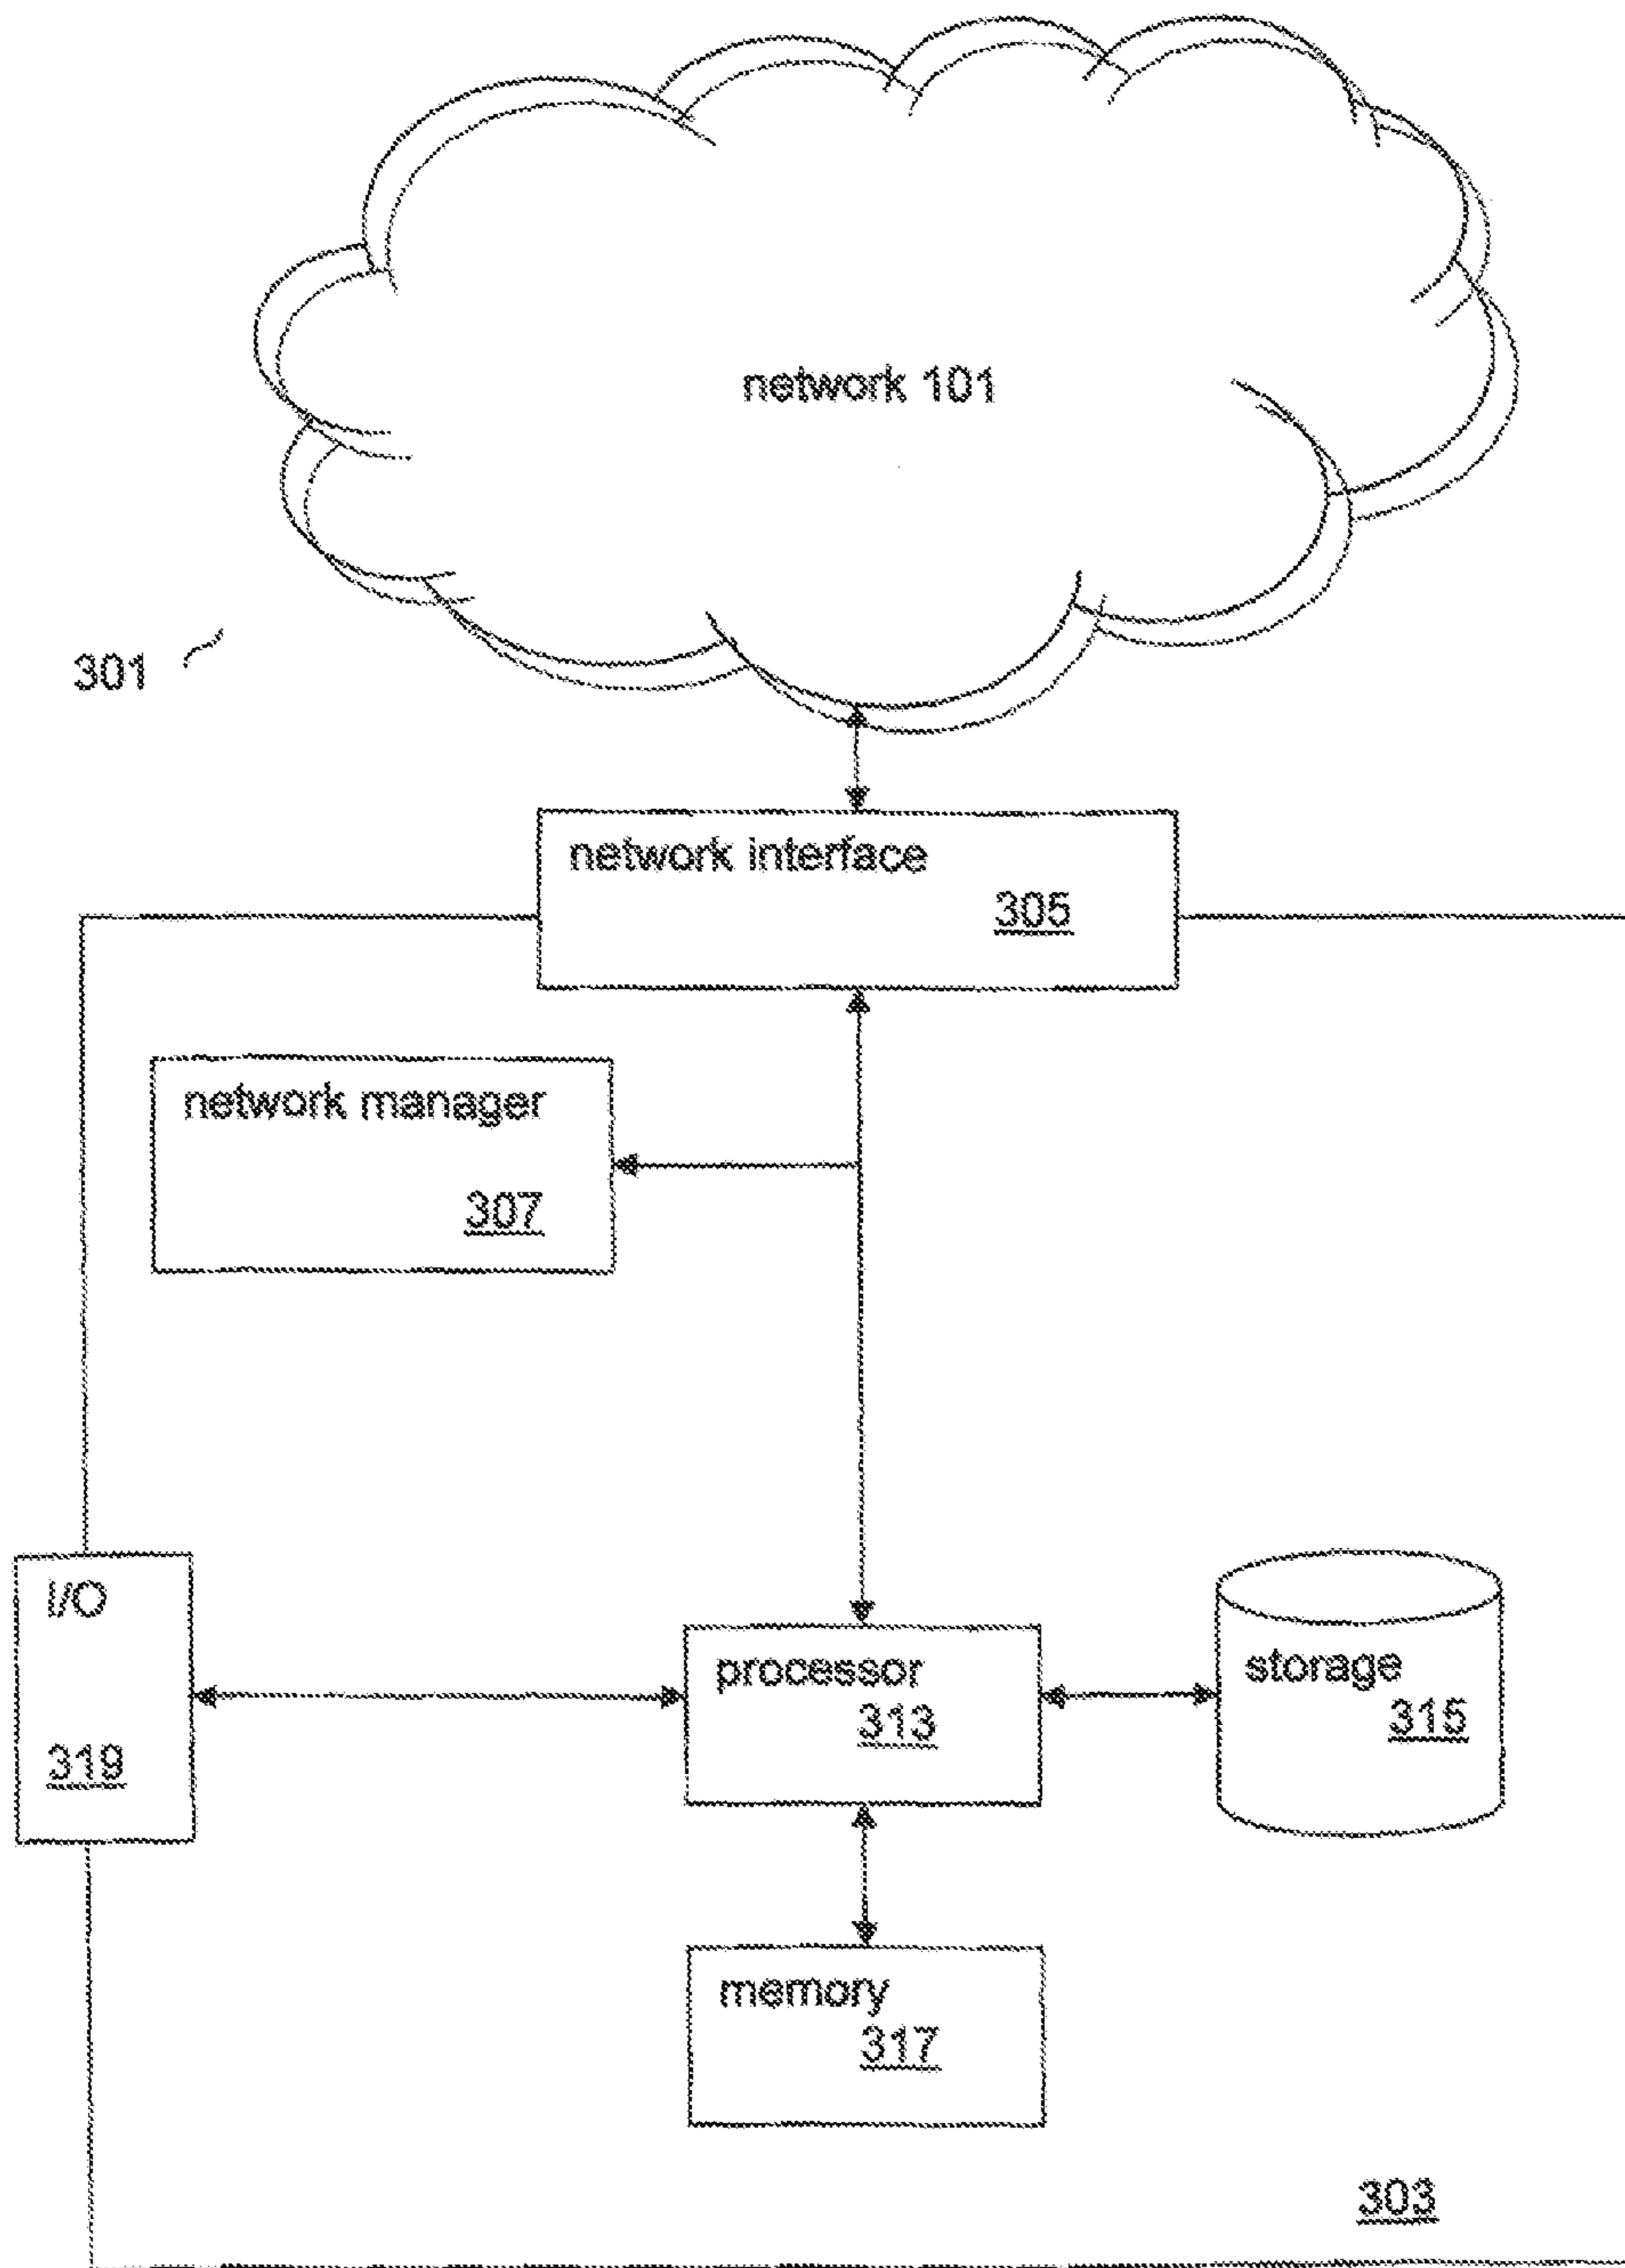 network 101
301
network interface
305
network manager
307
I/O
319
processor
313
storage
315
memory
317
303